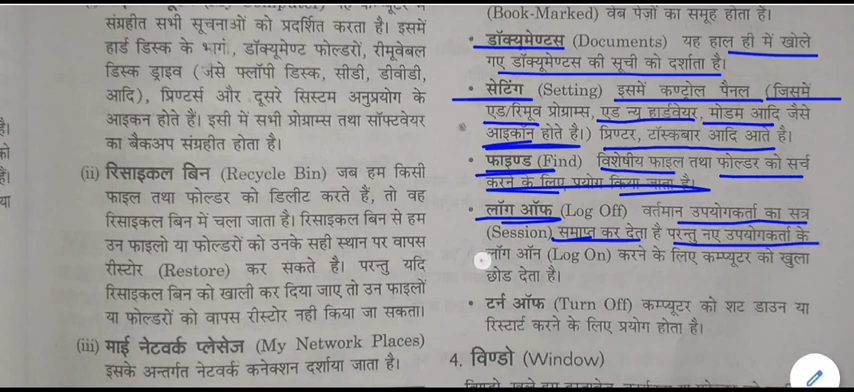 संग्रहीत सभी सूचनाओं को प्रदर्शित करता है। इसमें
हार्ड डिस्क के भाग, डॉक्यूमेण्ट फोल्डरों, रीमूवेबल
डिस्क ड्राइव (जैसे फ्लॉपी डिस्क, सीडी, डीवीडी,
आदि), प्रिण्टर्स और दूसरे सिस्टम अनुप्रयोग के
आइकन होते हैं। इसी में सभी प्रोग्राम्स तथा सॉफ्टवेयर
का बैकअप संग्रहीत होता है।
(ii) रिसाइकल बिन (Recycle Bin) जब हम किसी
फाइल तथा फोल्डर को डिलीट करते हैं, तो वह
रिसाइकल बिन में चला जाता है। रिसाइकल बिन से हम
उन फाइलो या फोल्डरों को उनके सही स्थान पर वापस
रीस्टोर (Restore) कर सकते है। परन्तु यदि
रिसाइकल बिन को खाली कर दिया जाए तो उन फाइलों
या फोल्डरों को वापस रीस्टोर नही किया जा सकता।
(iii) माई नेटवर्क प्लेसेज (My Network Places)
इसके अन्तर्गत नेटवर्क कनेक्शन दर्शाया जाता है।
(Book-Marked) वेब पेजों का समूह होता है।
• डॉक्यूमेण्टस (Documents) यह हाल ही में खोले
गए डॉक्यूमेण्टस की सूची को दर्शाता है।
• सेटिंग (Setting) इसमें कण्ट्रोल पैनल (जिसमें
एड/रिमूव प्रोग्राम्स, एड न्यू हार्डवेयर, मोडम आदि जैसे
आइकॉन होते है।) प्रिण्टर, टॉस्कबार आदि आते है।
• फाइण्ड (Find) विशेषीय फाइल तथा फोल्डर को सर्च
करने के लिए प्रयोग किया जाता है।
• लॉग ऑफ (Log Off) वर्तमान उपयोगकर्ता का सत्र
(Session) समाप्त कर देता है परन्तु नए उपयोगकर्ता के
लॉग ऑन (Log On) करने के लिए कम्प्यूटर को खुला
छोड देता है।
• टर्न ऑफ (Turn Off) कम्प्यूटर को शट डाउन या
रिस्टार्ट करने के लिए प्रयोग होता है।
4. विण्डो (Window)